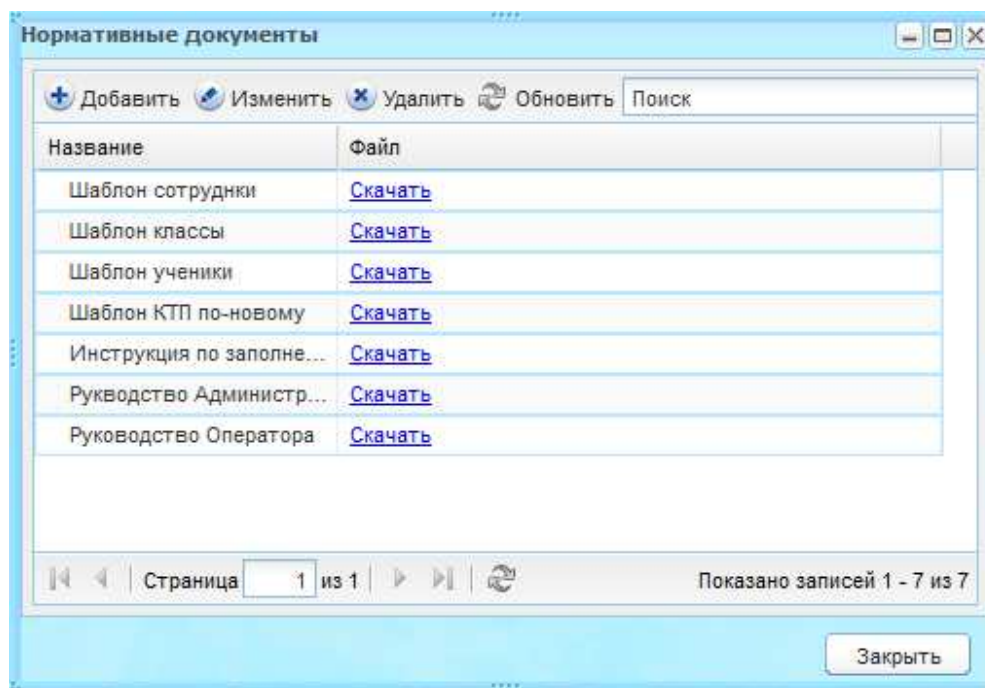 Нормативные документы
Добавить Изменить Удалить Обновить Поиск
Название Файл
Шаблон сотруднки Скачать
Шаблон классы Скачать
Шаблон ученики Скачать
Шаблон КТП по-новому Скачать
Инструкция по заполне... Скачать
Рукводство Администр... Скачать
Руководство Оператора Скачать
Страница 1 из 1 Показано записей 1 - 7 из 7
Закрыть